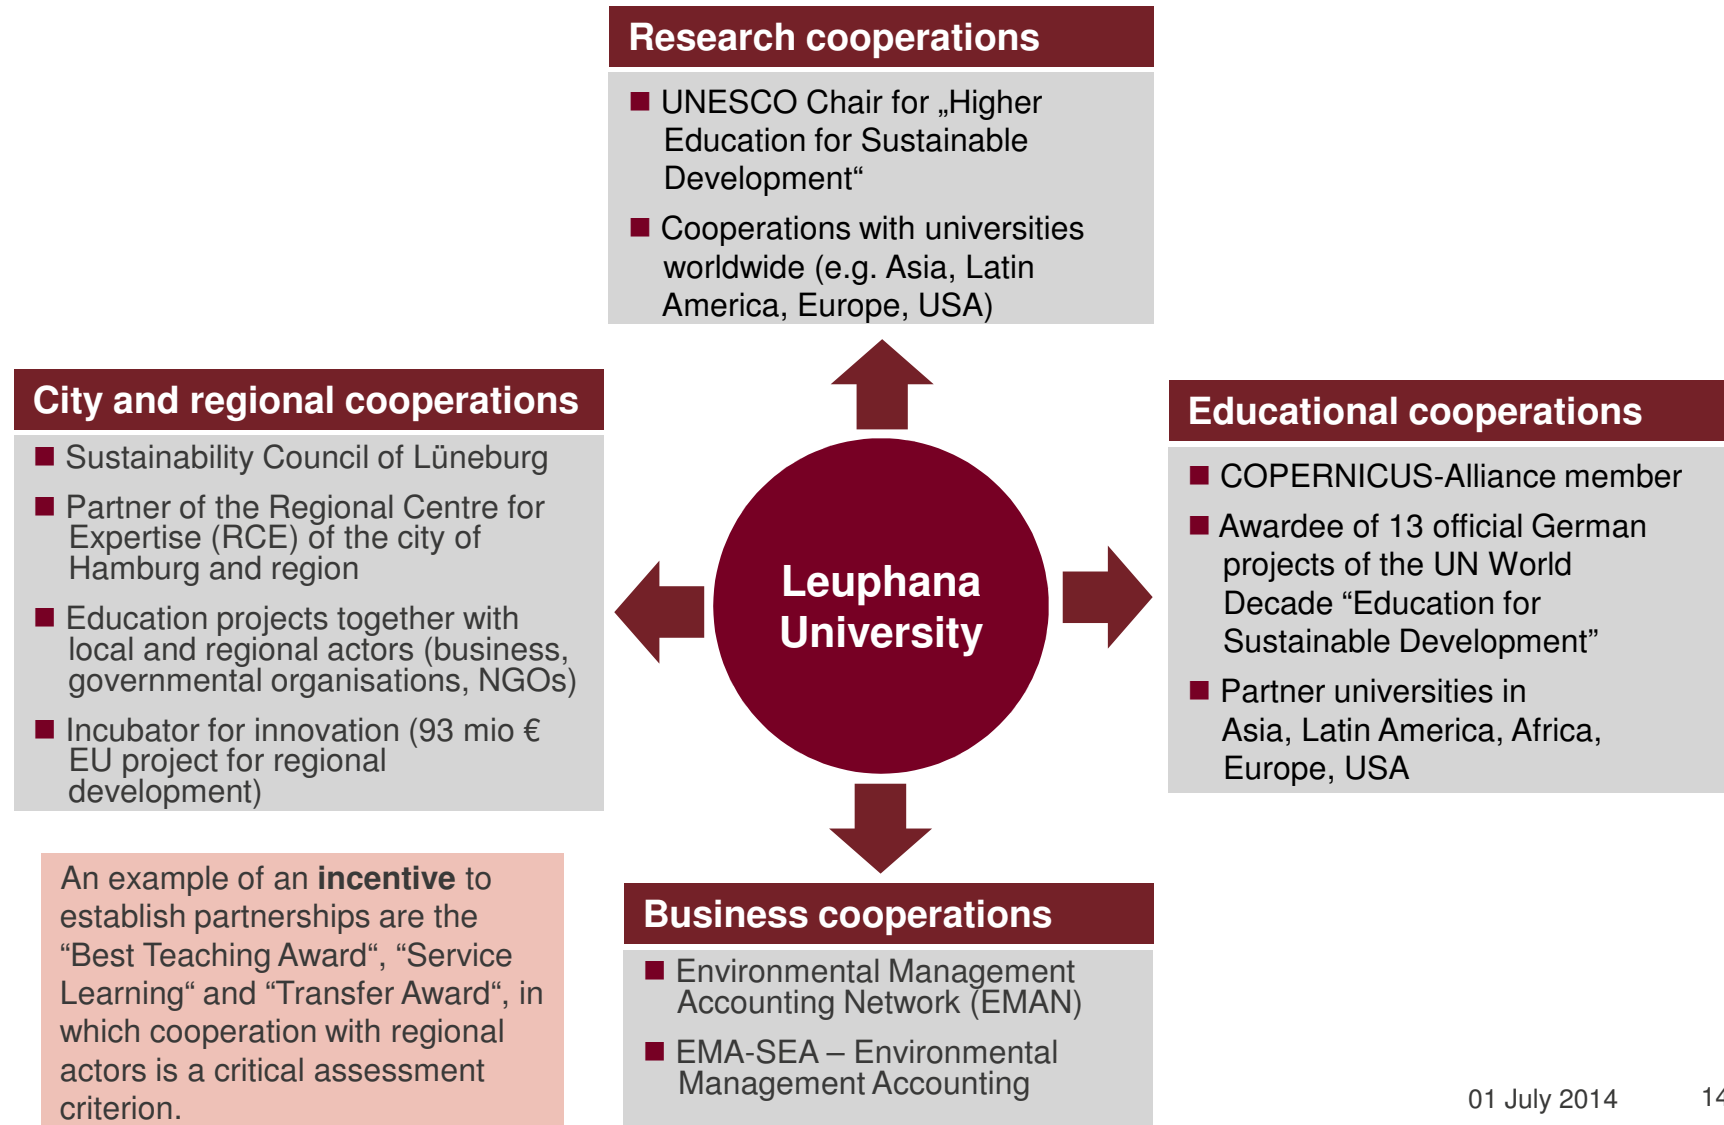 Research cooperations
UNESCO Chair for „Higher
Education for Sustainable
Development“
Cooperations with universities
worldwide (e.g. Asia, Latin
America, Europe, USA)
City and regional cooperations
Sustainability Council of Lüneburg
Partner of the Regional Centre for
Expertise (RCE) of the city of
Hamburg and region
Education projects together with
local and regional actors (business,
governmental organisations, NGOs)
Incubator for innovation (93 mio €
EU project for regional
development)
Leuphana
University
Educational cooperations
COPERNICUS-Alliance member
Awardee of 13 official German
projects of the UN World
Decade “Education for
Sustainable Development”
Partner universities in
Asia, Latin America, Africa,
Europe, USA
An example of an incentive to
establish partnerships are the
“Best Teaching Award“, “Service
Learning“ and “Transfer Award“, in
which cooperation with regional
actors is a critical assessment
criterion.
Business cooperations
Environmental Management
Accounting Network (EMAN)
EMA-SEA – Environmental
Management Accounting
01 July 2014
14